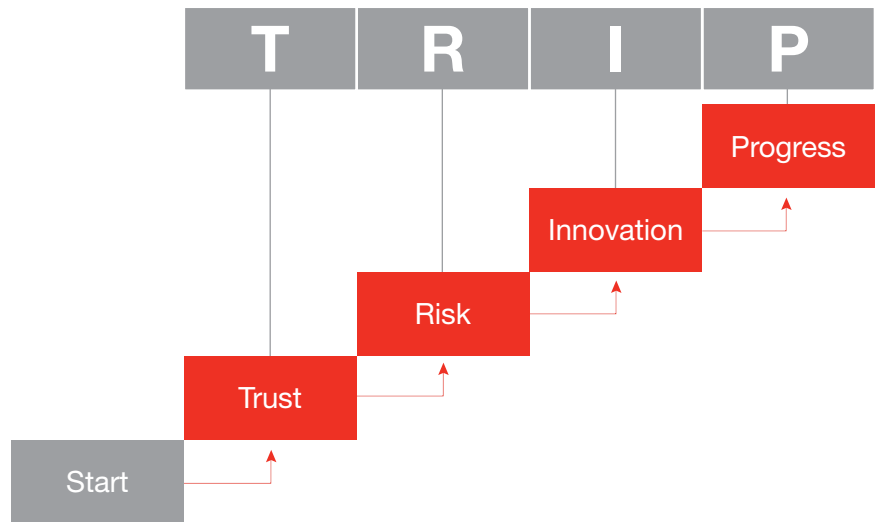 T R I P
Progress
Innovation
Risk
Trust
Start